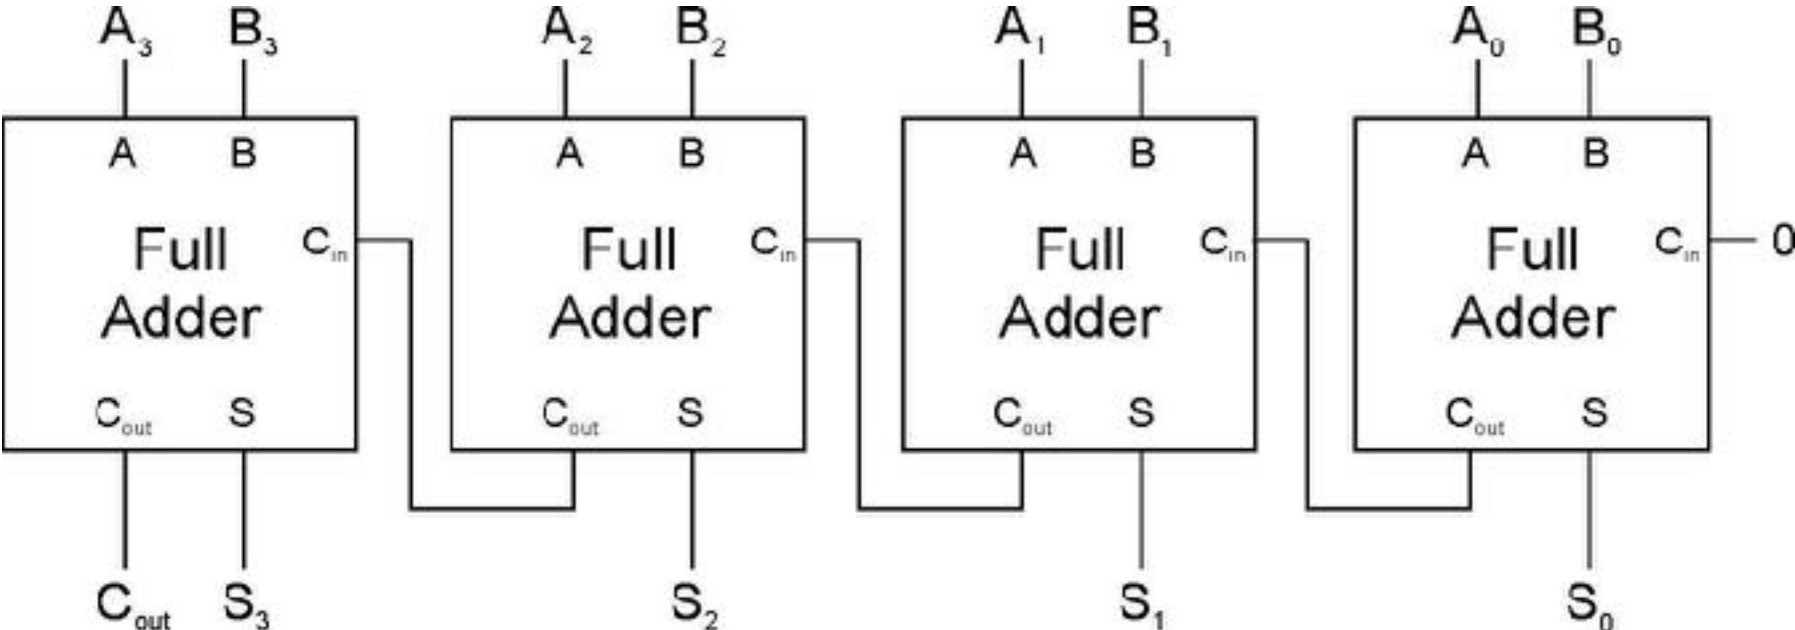 A₃ B₃ A₂ B₂ A₁ B₁ A₀ B₀
A B A B A B A B
Full Cᵢₙ Full Cᵢₙ Full Cᵢₙ Full Cᵢₙ 0
Adder Adder Adder Adder
Cₒᵤₜ S Cₒᵤₜ S Cₒᵤₜ S Cₒᵤₜ S
Cₒᵤₜ S₃ S₂ S₁ S₀